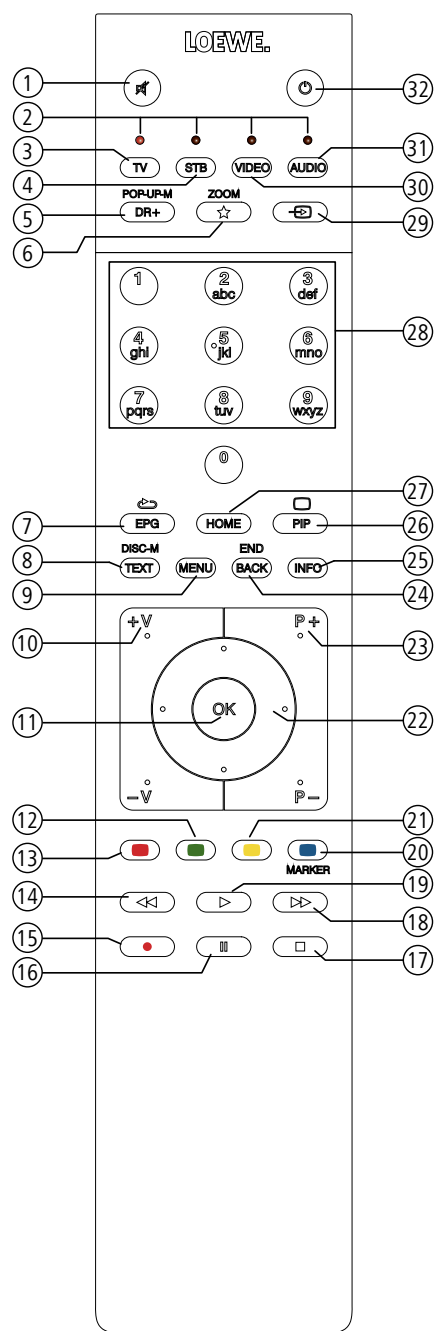 LOEWE.
1 32
2
3 TV STB VIDEO AUDIO 31
4 30
POP-UP-M ZOOM
5 DR+ 29
6
1 2 3
abc def
28
4 5 6
ghi jkl mno
7 8 9
pqrs tuv wxyz
0
27
7 EPG HOME PIP 26
DISC-M END
8 TEXT MENU BACK INFO 25
9 24
10 +V P+ 23
11 OK 22
–V P–
12 21
13 20
MARKER
14 19
18
15
16 17